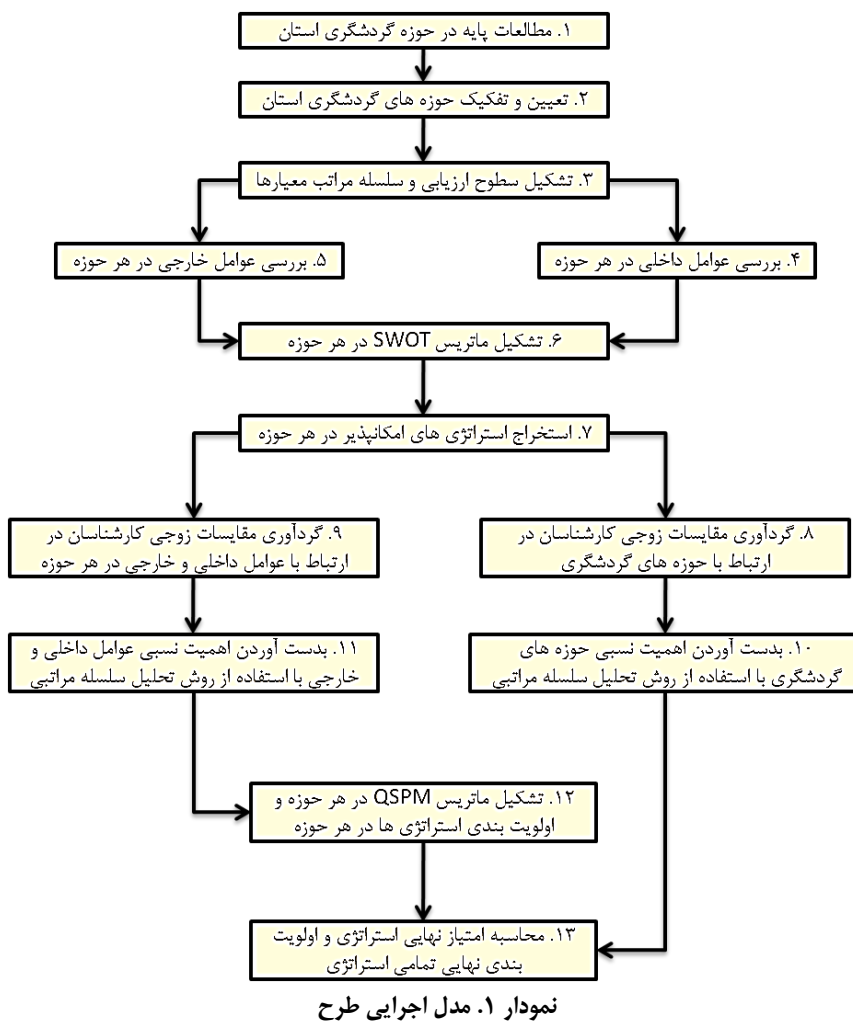 ۱. مطالعات پایه در حوزه گردشگری استان
۲. تعیین و تفکیک حوزه های گردشگری استان
۳. تشکیل سطوح ارزیابی و سلسله مراتب معیارها
۴. بررسی عوامل داخلی در هر حوزه
۵. بررسی عوامل خارجی در هر حوزه
۶. تشکیل ماتریس SWOT در هر حوزه
۷. استخراج استراتژی های امکانپذیر در هر حوزه
۸. گردآوری مقایسات زوجی کارشناسان در
ارتباط با حوزه های گردشگری
۹. گردآوری مقایسات زوجی کارشناسان در
ارتباط با عوامل داخلی و خارجی در هر حوزه
۱۰. بدست آوردن اهمیت نسبی حوزه های
گردشگری با استفاده از روش تحلیل سلسله مراتبی
۱۱. بدست آوردن اهمیت نسبی عوامل داخلی و
خارجی با استفاده از روش تحلیل سلسله مراتبی
۱۲. تشکیل ماتریس QSPM در هر حوزه و
اولویت بندی استراتژی ها در هر حوزه
۱۳. محاسبه امتیاز نهایی استراتژی و اولویت
بندی نهایی تمامی استراتژی
نمودار ۱. مدل اجرایی طرح